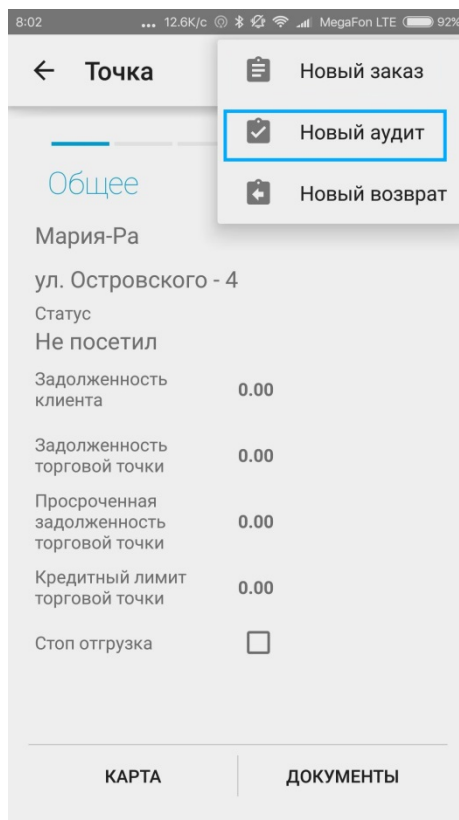 8:02 ... 12.6K/c MegaFon LTE 92%
Точка
Новый заказ
Новый аудит
Новый возврат
Общее
Мария-Ра
ул. Островского - 4
Статус
Не посетил
Задолженность
клиента
0.00
Задолженность
торговой точки
0.00
Просроченная
задолженность
торговой точки
0.00
Кредитный лимит
торговой точки
0.00
Стоп отгрузка
КАРТА
ДОКУМЕНТЫ